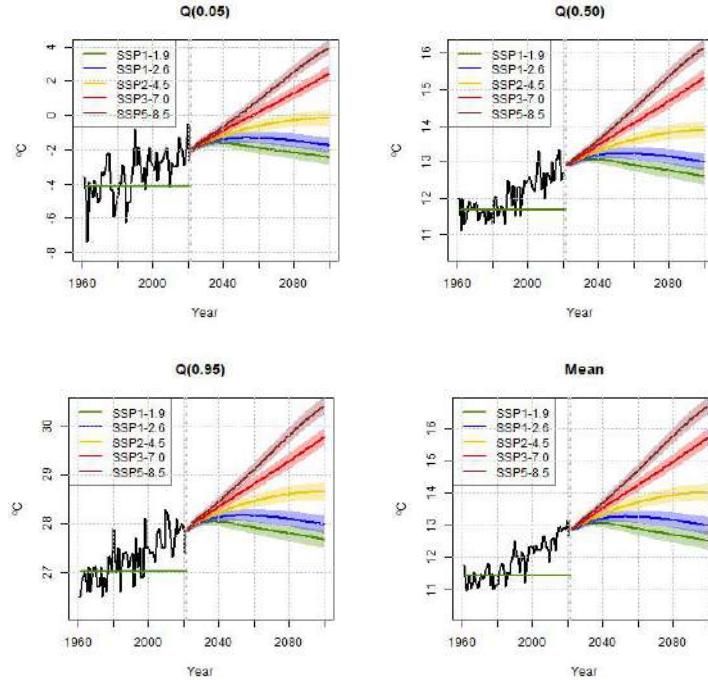 Q(0.05)
Q(0.50)
4
2
0
-2
-4
-6
-8
ºC
SSP1-1.9
SSP1-2.6
SSP2-4.5
SSP3-7.0
SSP5-8.5
1960 2000 2040 2080
Year
16
15
14
13
12
11
ºC
SSP1-1.9
SSP1-2.6
SSP2-4.5
SSP3-7.0
SSP5-8.5
1960 2000 2040 2080
Year
Q(0.95)
Mean
30
29
28
27
ºC
SSP1-1.9
SSP1-2.6
SSP2-4.5
SSP3-7.0
SSP5-8.5
1960 2000 2040 2080
Year
16
15
14
13
12
11
ºC
SSP1-1.9
SSP1-2.6
SSP2-4.5
SSP3-7.0
SSP5-8.5
1960 2000 2040 2080
Year